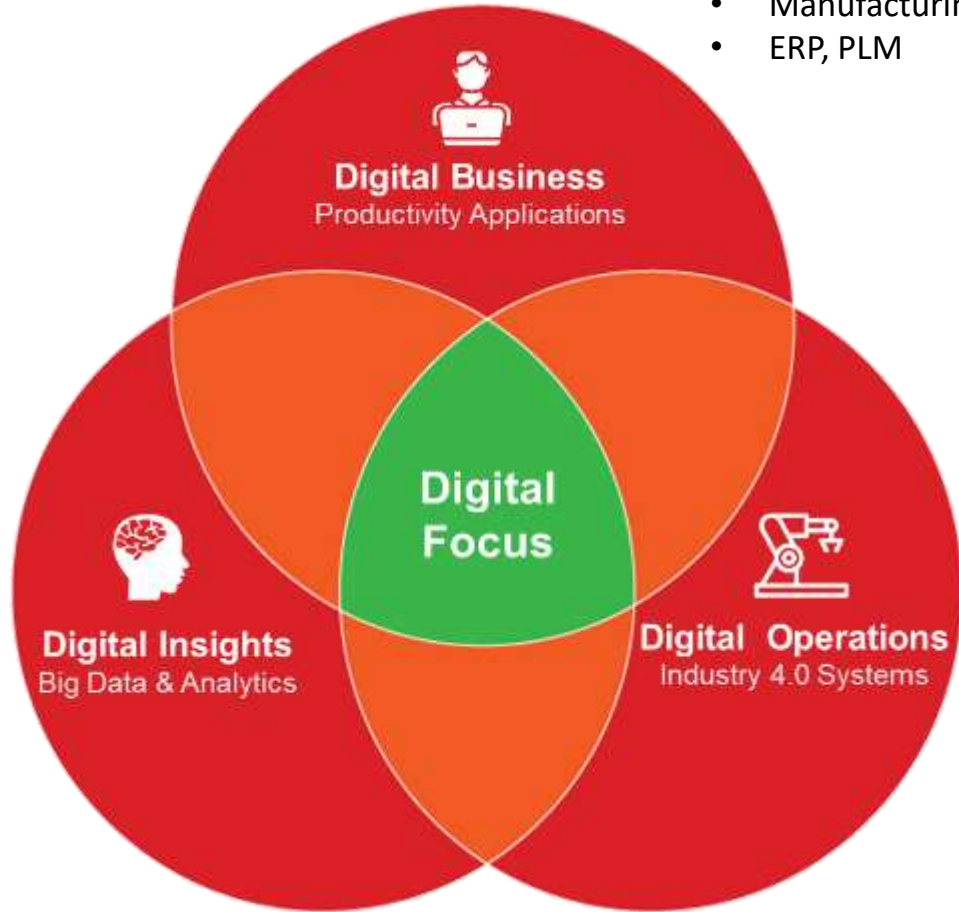 • Manufacturin
• ERP, PLM
Digital Business
Productivity Applications
Digital
Focus
Digital Insights
Big Data & Analytics
Digital Operations
Industry 4.0 Systems